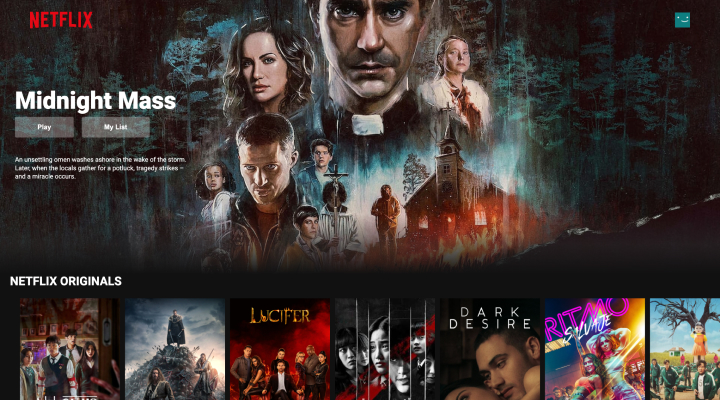 NETFLIX
Midnight Mass
Play
My List
An unsettling omen washes ashore in the wake of the storm.
Later, when the locals gather for a potluck, tragedy strikes –
and a miracle occurs.
NETFLIX ORIGINALS
LUCIFER
DARK
DESIRE
RITMO
SALVAJE